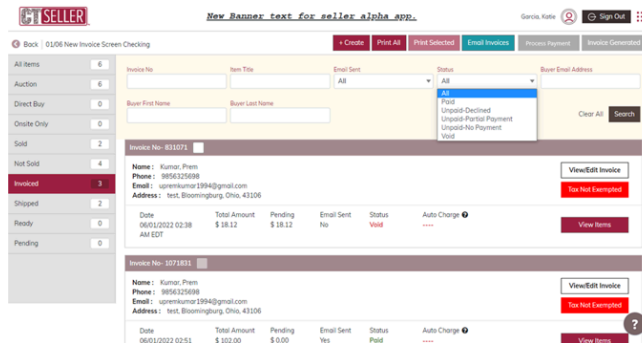 CTSELLER
New Banner text for seller alpha app.
Garcia, Katie
Sign Out
Back 01/06 New Invoice Screen Checking
+ Create Print All Print Selected Email Invoices Process Payment Invoice Generated
All items 6
Auction 6
Direct Buy 0
Onsite Only 0
Sold 2
Not Sold 4
Invoiced 3
Shipped 2
Ready 0
Pending 0
Invoice No Item Title Email Sent Status Buyer Email Address
All All
All
Paid
Unpaid-Declined
Unpaid-Partial Payment
Unpaid-No Payment
Void
Buyer First Name Buyer Last Name
Clear All Search
Invoice No- 831071
Name : Kumar, Prem
Phone : 9856325698
Email : upremkumar1994@gmail.com
Address : test, Bloomingburg, Ohio, 43106
View/Edit Invoice
Tax Not Exempted
Date Total Amount Pending Email Sent Status Auto Charge ?
06/01/2022 02:38 $ 18.12 $ 18.12 No Void ----
AM EDT
View Items
Invoice No- 1071831
Name : Kumar, Prem
Phone : 9856325698
Email : upremkumar1994@gmail.com
Address : test, Bloomingburg, Ohio, 43106
View/Edit Invoice
Tax Not Exempted
?
Date Total Amount Pending Email Sent Status Auto Charge ?
06/01/2022 02:51 $ 102.00 $ 0.00 Yes Paid ----
View Items